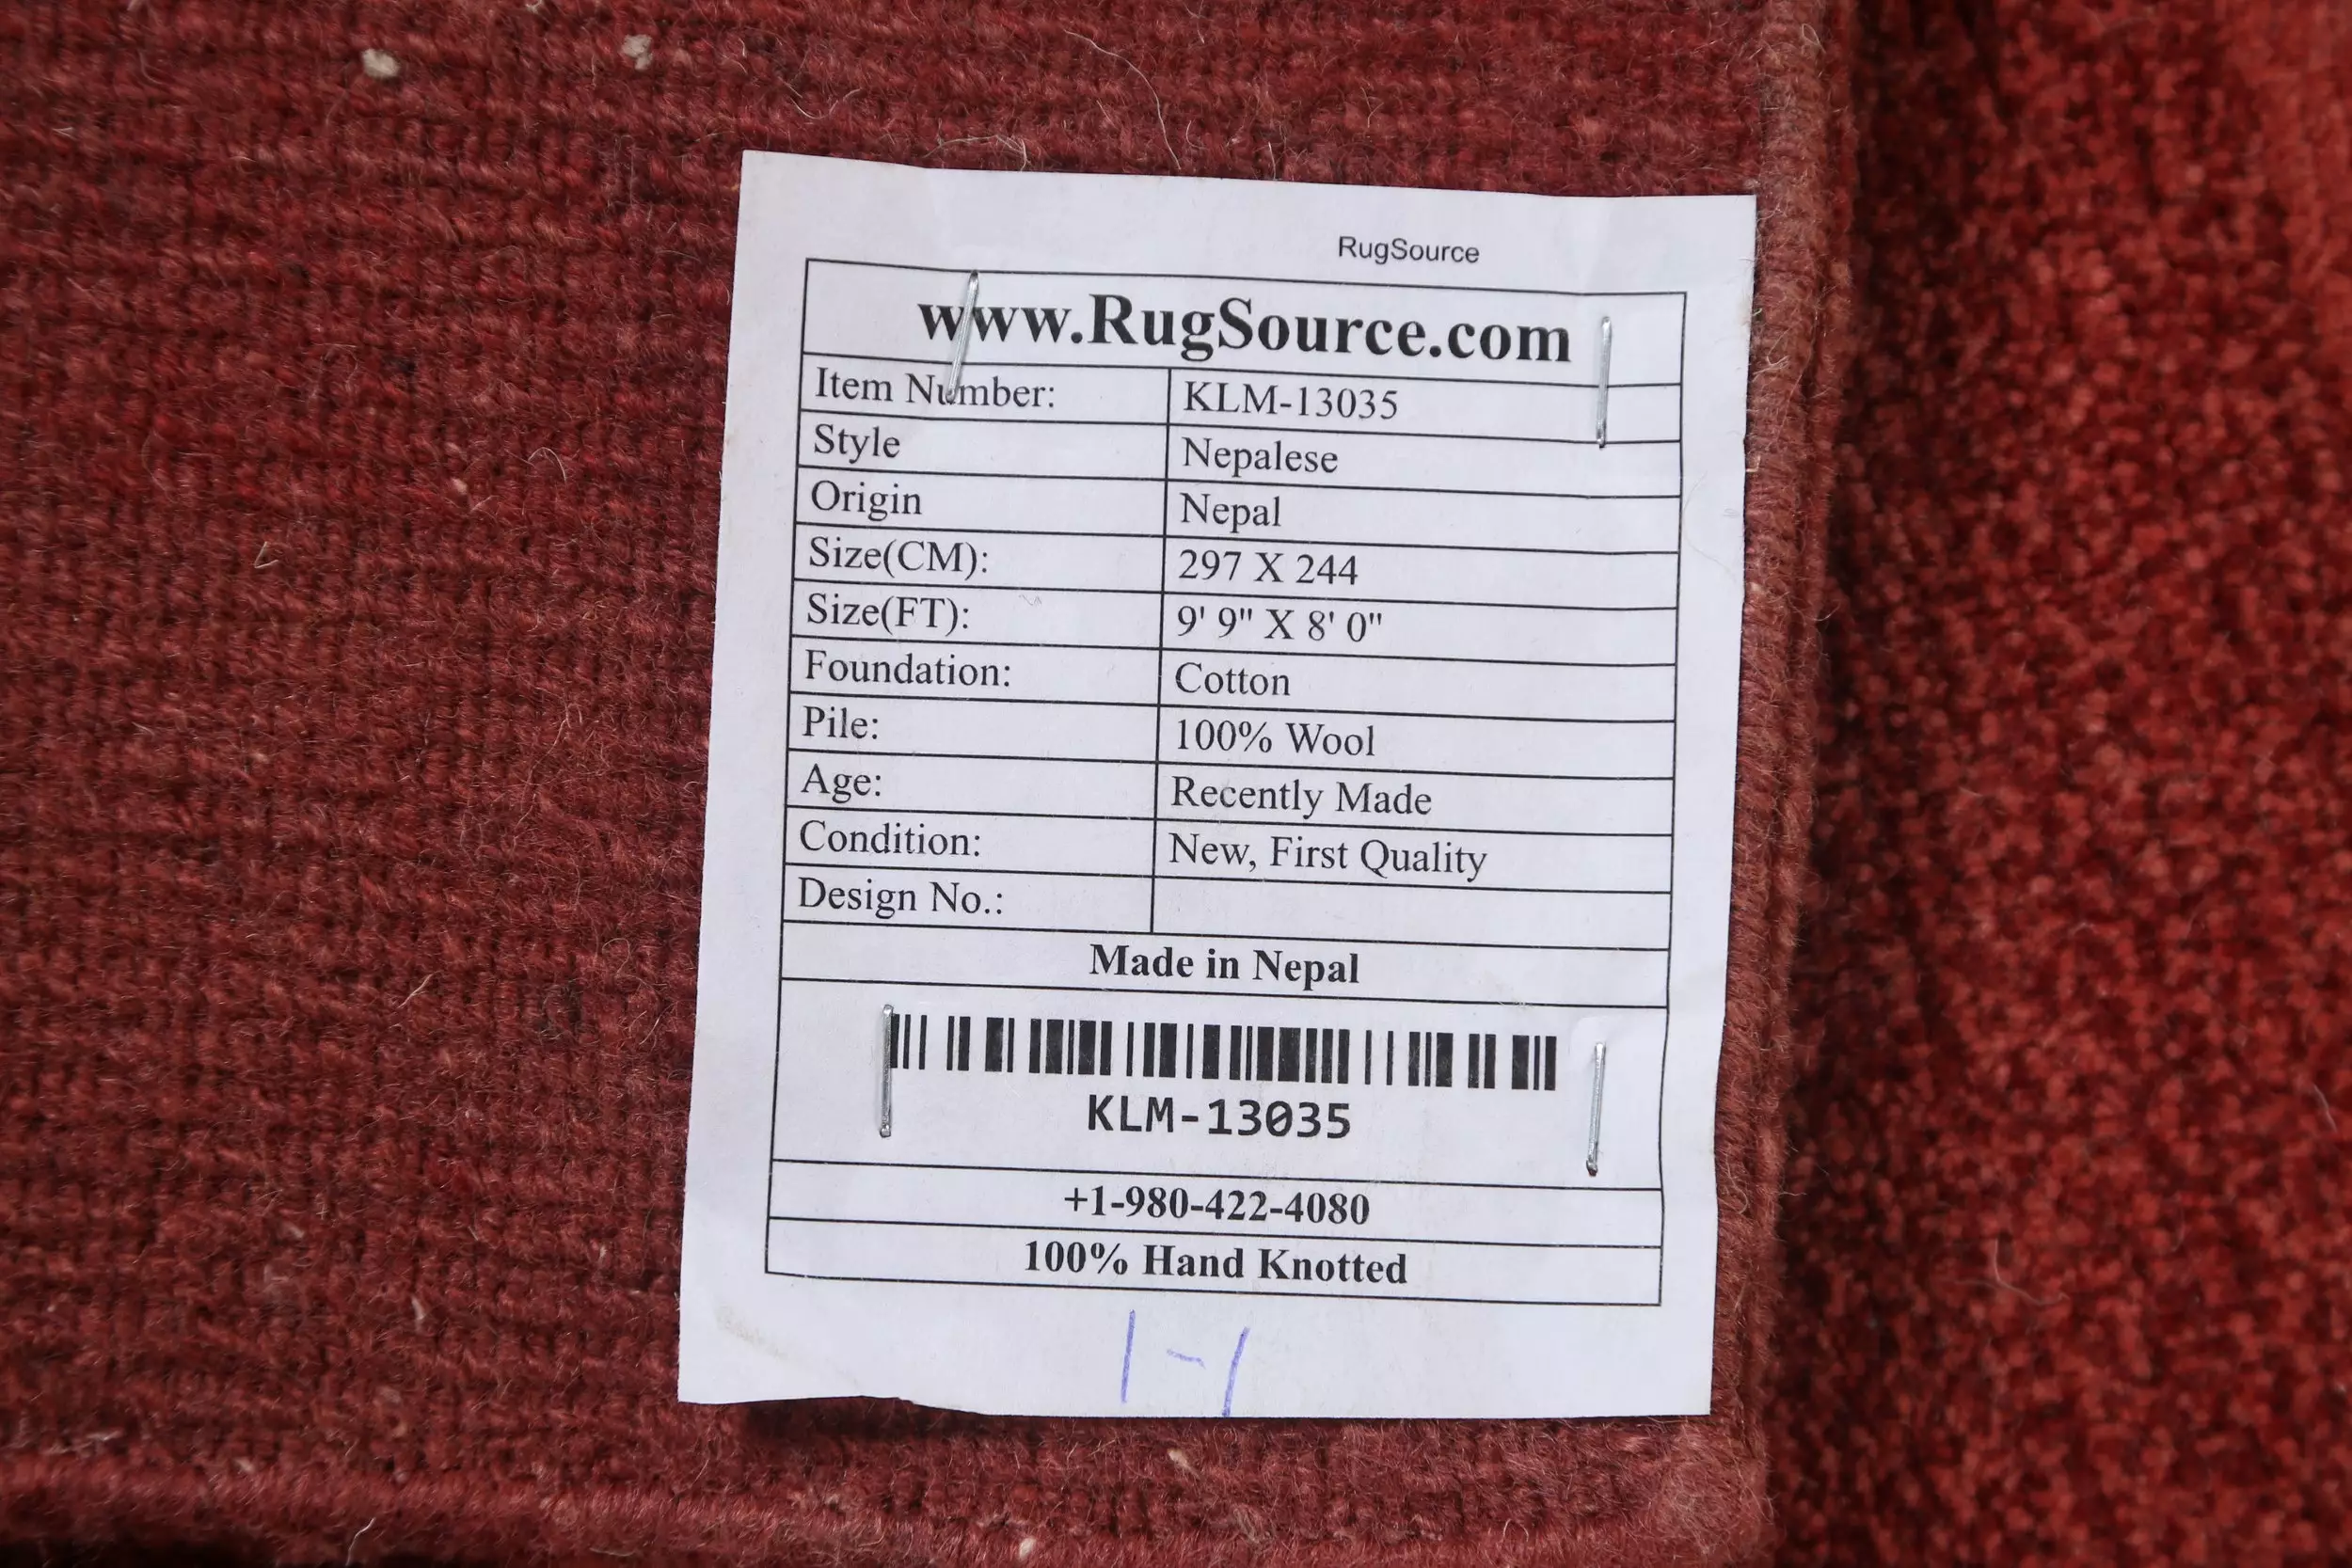 RugSource
www.RugSource.com
Item Number: KLM-13035
Style Nepalese
Origin Nepal
Size(CM): 297 X 244
Size(FT): 9' 9" X 8' 0"
Foundation: Cotton
Pile: 100% Wool
Age: Recently Made
Condition: New, First Quality
Design No.:
Made in Nepal
KLM-13035
+1-980-422-4080
100% Hand Knotted
1-1